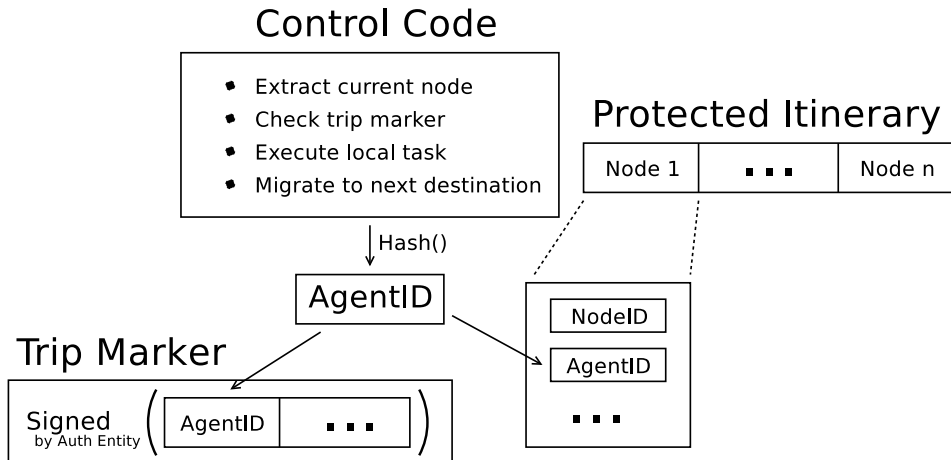 Control Code
Extract current node
Check trip marker
Execute local task
Migrate to next destination
Protected Itinerary
Node 1
Node n
Hash()
AgentID
NodeID
AgentID
Trip Marker
Signed
by Auth Entity
AgentID